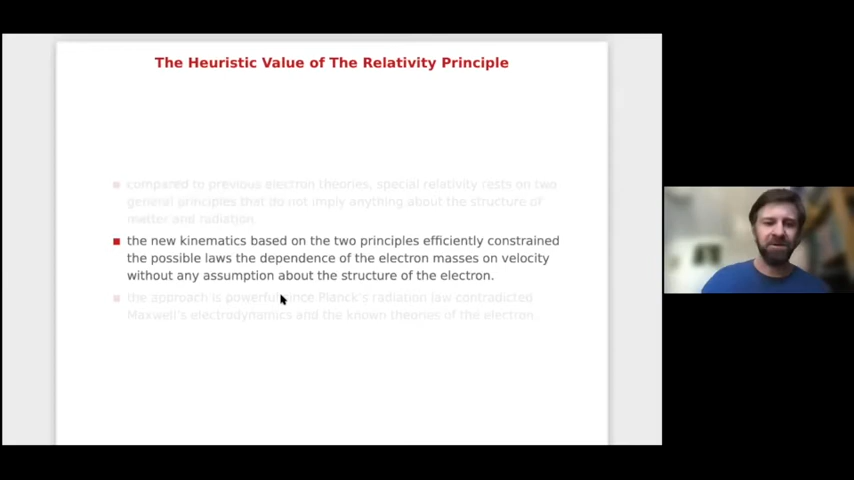 The Heuristic Value of The Relativity Principle
compared to previous electron theories, special relativity rests on two
general principles that do not imply anything about the structure of
metter and radiation.
the new kinematics based on the two principles efficiently constrained
the possible laws the dependence of the electron masses on velocity
without any assumption about the structure of the electron.
the approach is powerful since Planck's radiation law contradicted
Maxwell's electrodynamics and the known theories of the electron.